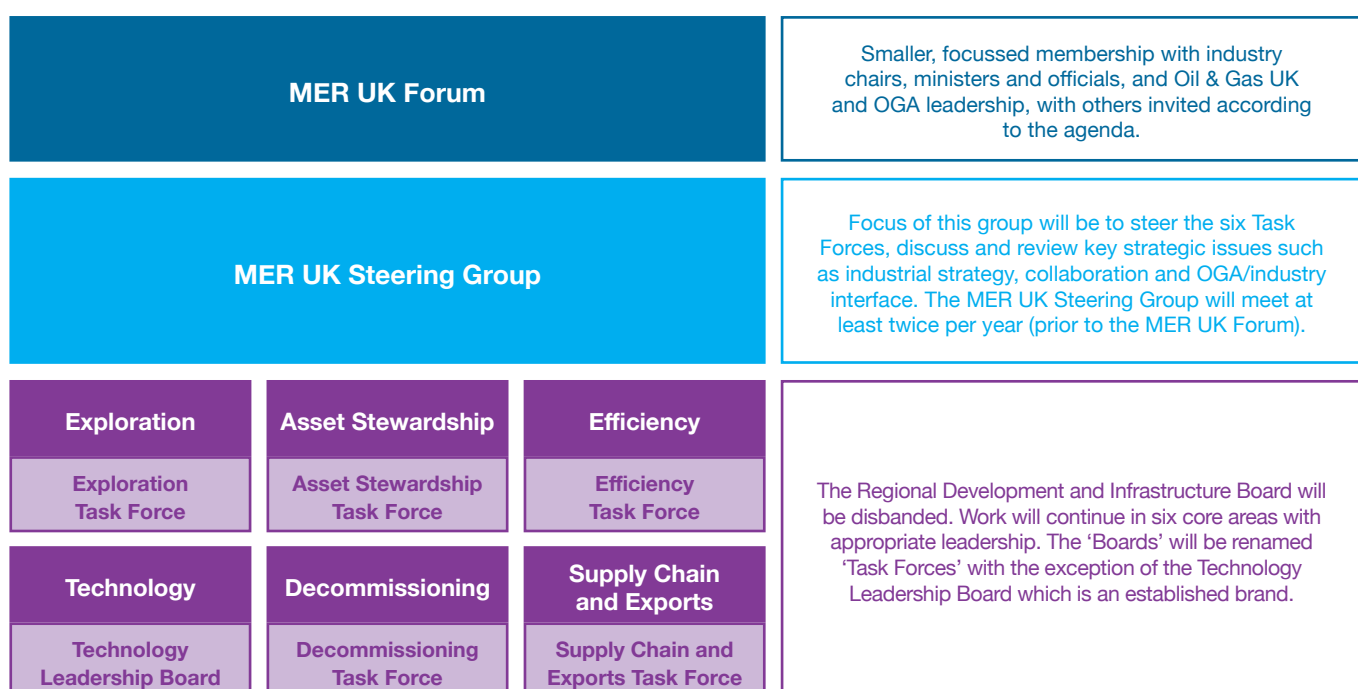 MER UK Forum
Smaller, focussed membership with industry
chairs, ministers and officials, and Oil & Gas UK
and OGA leadership, with others invited according
to the agenda.
MER UK Steering Group
Focus of this group will be to steer the six Task
Forces, discuss and review key strategic issues such
as industrial strategy, collaboration and OGA/industry
interface. The MER UK Steering Group will meet at
least twice per year (prior to the MER UK Forum).
Exploration
Exploration
Task Force
Asset Stewardship
Asset Stewardship
Task Force
Efficiency
Efficiency
Task Force
Technology
Technology
Leadership Board
Decommissioning
Decommissioning
Task Force
Supply Chain
and Exports
Supply Chain and
Exports Task Force
The Regional Development and Infrastructure Board will
be disbanded. Work will continue in six core areas with
appropriate leadership. The ‘Boards’ will be renamed
‘Task Forces’ with the exception of the Technology
Leadership Board which is an established brand.